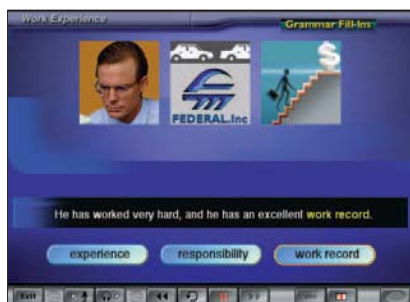 Work Experience
Grammar Fill-Ins
FEDERAL.Inc
He has worked very hard, and he has an excellent work record.
experience
responsibility
work record
Exit